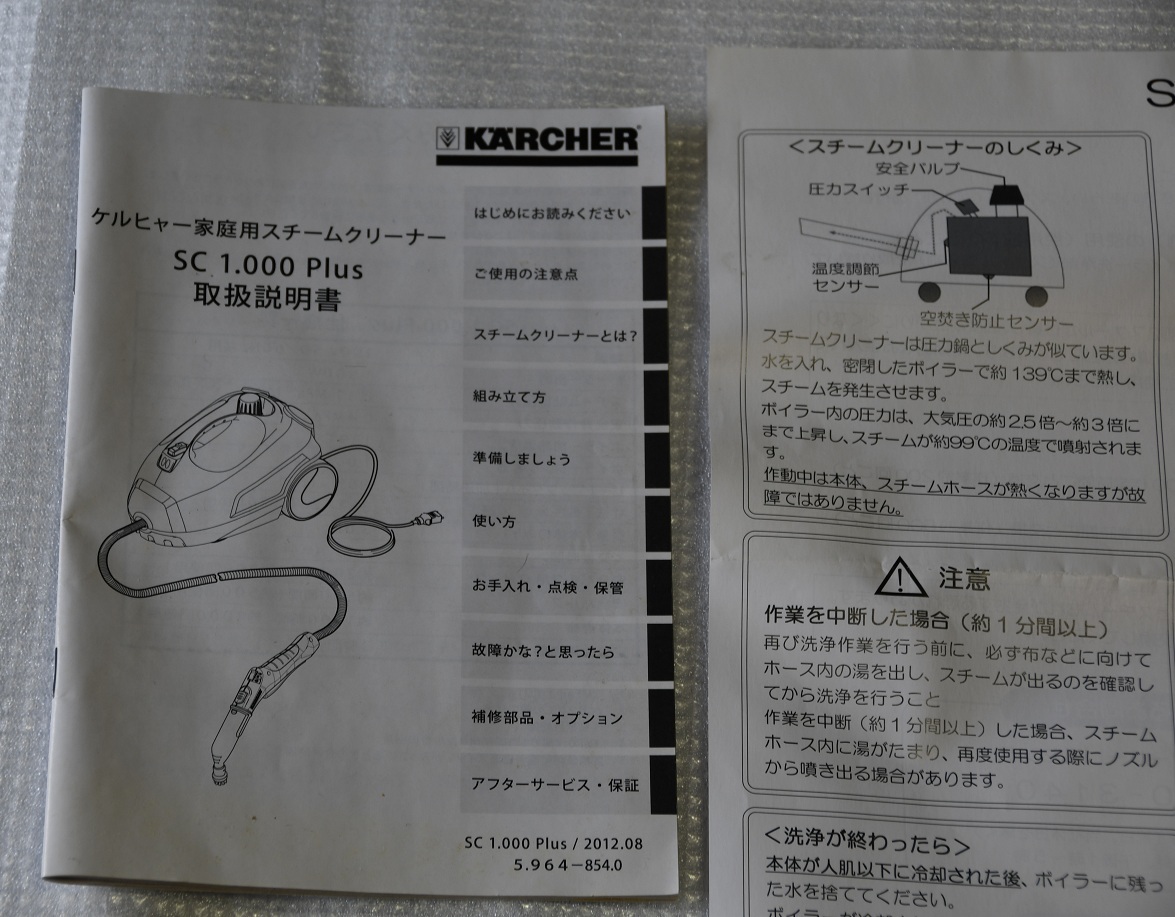 KÄRCHER
ケルヒャー家庭用スチームクリーナー
SC 1.000 Plus
取扱説明書
はじめにお読みください
ご使用の注意点
スチームクリーナーとは?
組み立て方
準備しましょう
使い方
お手入れ・点検・保管
故障かな?と思ったら
補修部品・オプション
アフターサービス・保証
SC 1.000 Plus / 2012.08
5.964-854.0
S
<スチームクリーナーのしくみ>
安全バルブ
圧力スイッチ
温度調節
センサー
空焚き防止センサー
スチームクリーナーは圧力鍋としくみが似ています。
水を入れ、密閉したボイラーで約139℃まで熱し、
スチームを発生させます。
ボイラー内の圧力は、大気圧の約2.5倍~約3倍に
まで上昇し、スチームが約99℃の温度で噴射されま
す。
作動中は本体、スチームホースが熱くなりますが故
障ではありません。
注意
作業を中断した場合(約1分間以上)
再び洗浄作業を行う前に、必ず布などに向けて
ホース内の湯を出し、スチームが出るのを確認し
てから洗浄を行うこと
作業を中断(約1分間以上)した場合、スチーム
ホース内に湯がたまり、再度使用する際にノズル
から噴き出る場合があります。
<洗浄が終わったら>
本体が人肌以下に冷却された後、ボイラーに残っ
た水を捨ててください。